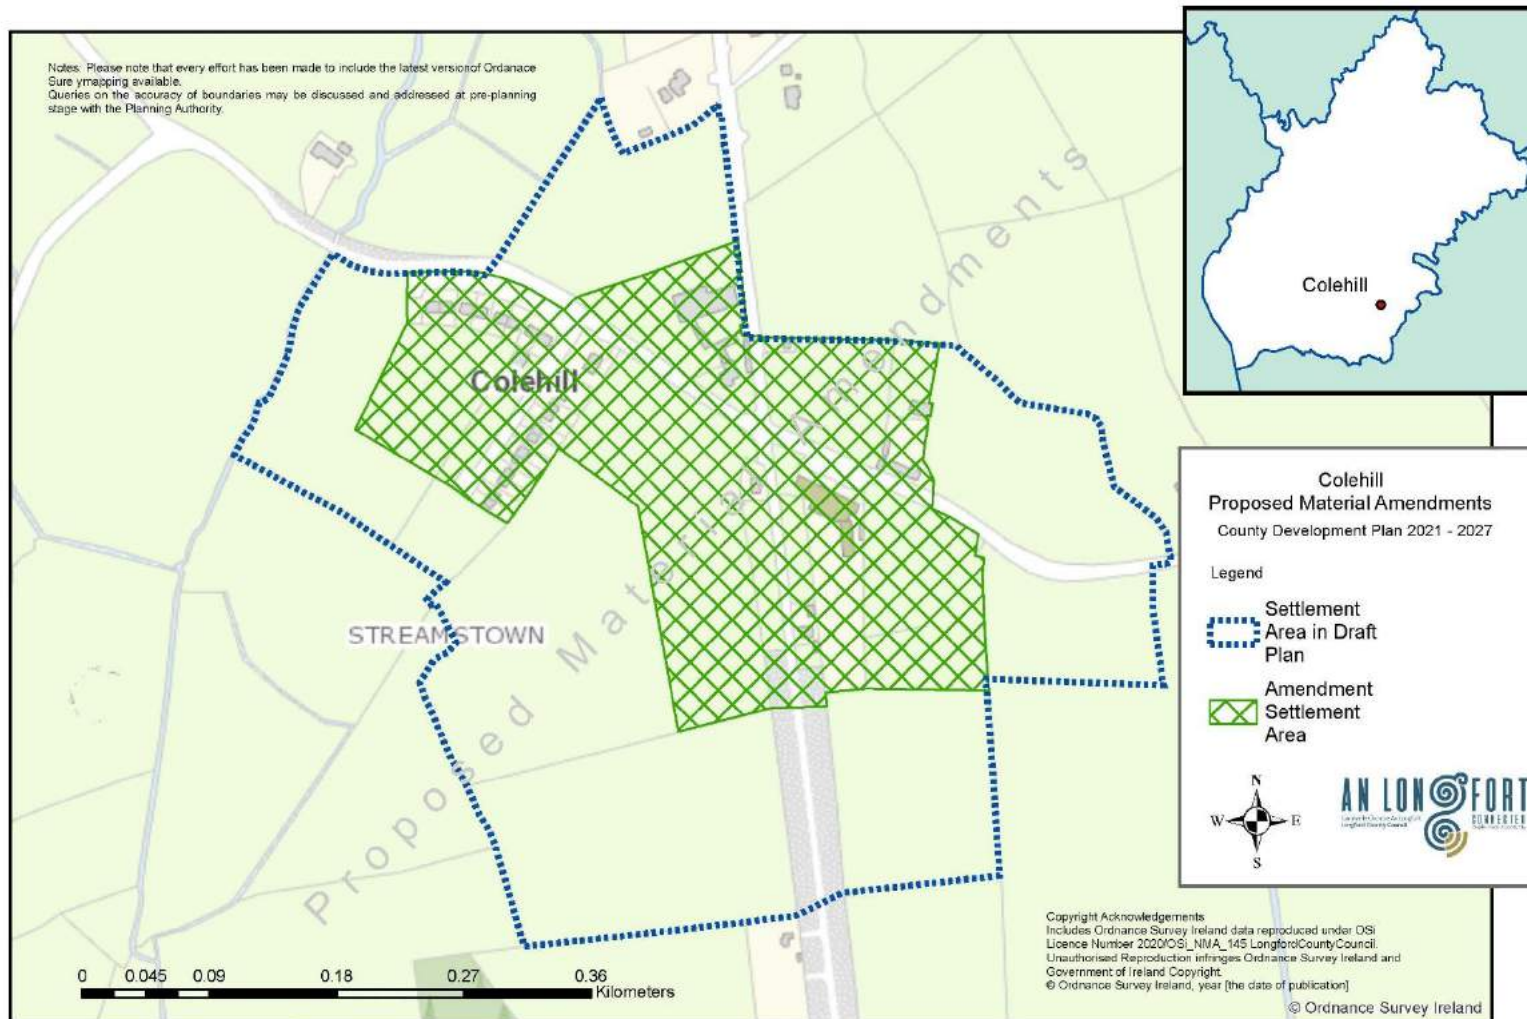 Notes: Please note that every effort has been made to include the latest versionof Ordanace
Sure ymapping available.
Queries on the accuracy of boundaries may be discussed and addressed at pre-planning
stage with the Planning Authority.
Colehill
Colehill
STREAMSTOWN
Proposed Material Amendments
Colehill
Proposed Material Amendments
County Development Plan 2021 - 2027
Legend
Settlement
Area in Draft
Plan
Amendment
Settlement
Area
N
W E
S
AN LONGFORT
CONNECTED
Longford County Council
0 0.045 0.09 0.18 0.27 0.36
Kilometers
Copyright Acknowledgements
Includes Ordnance Survey Ireland data reproduced under OSi
Licence Number 2020/OSi_NMA_145 LongfordCountyCouncil.
Unauthorised Reproduction infringes Ordnance Survey Ireland and
Government of Ireland Copyright.
© Ordnance Survey Ireland, year [the date of publication]
© Ordnance Survey Ireland